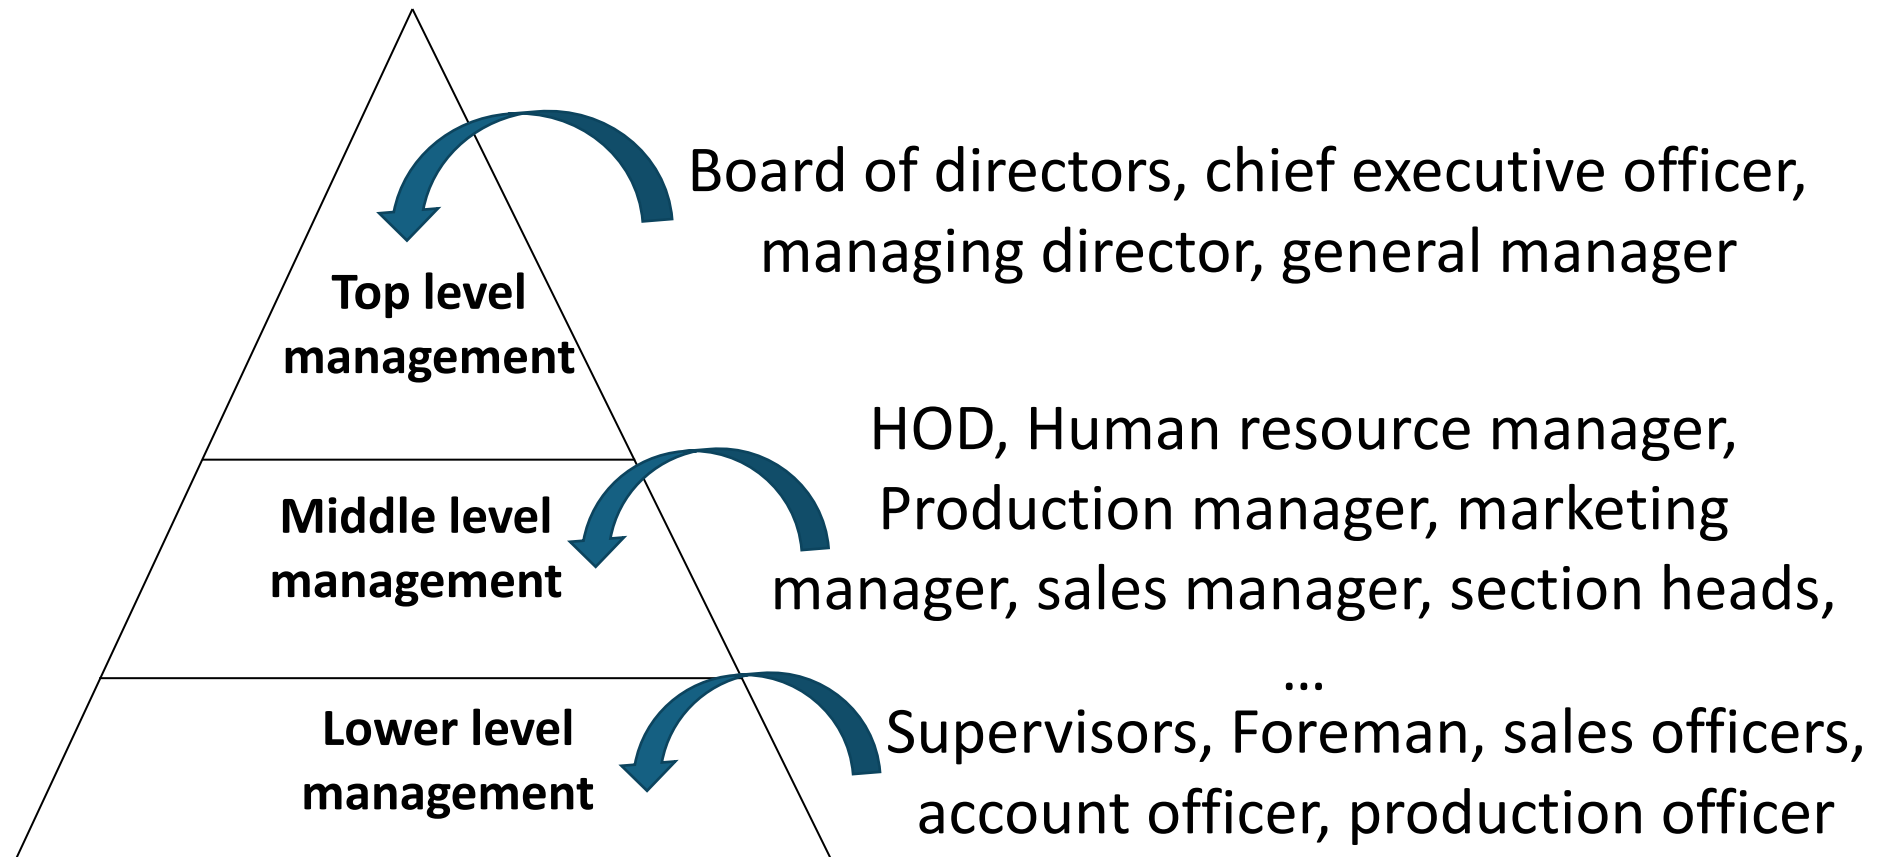 Board of directors, chief executive officer,
managing director, general manager
Top level
management
HOD, Human resource manager,
Production manager, marketing
manager, sales manager, section heads,
...
Middle level
management
Supervisors, Foreman, sales officers,
account officer, production officer
Lower level
management